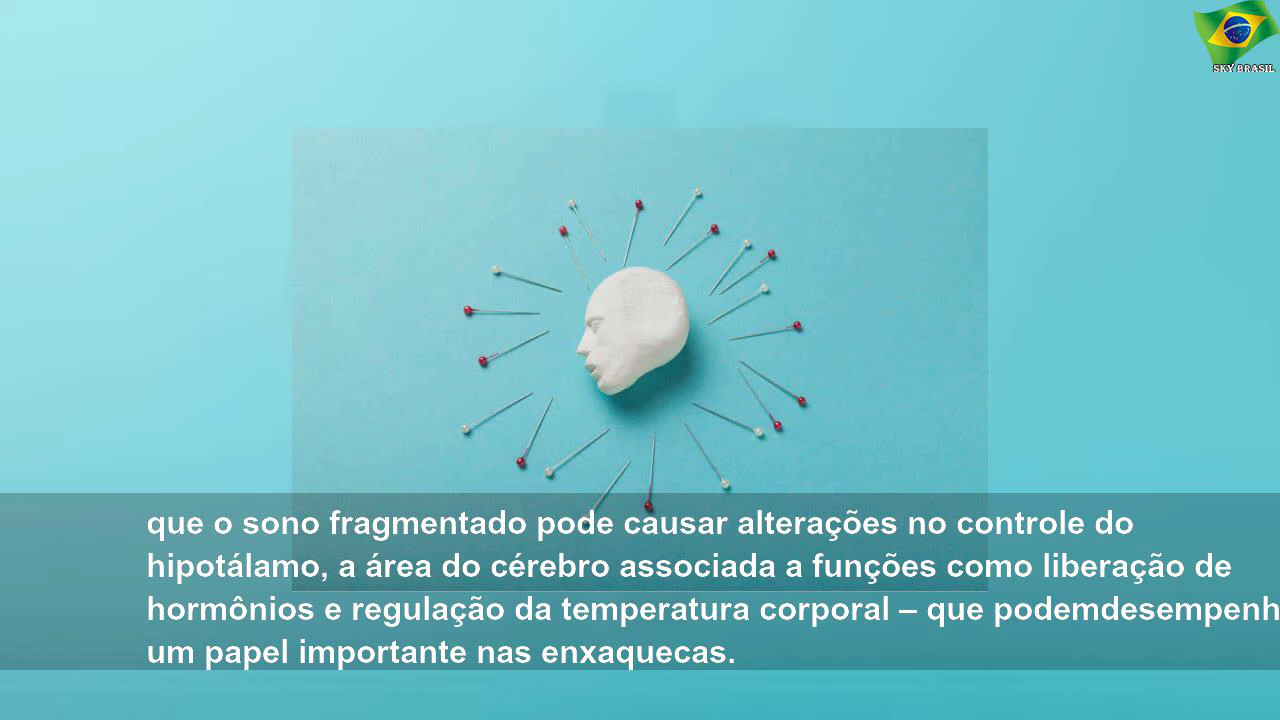 SKY BRASIL
que o sono fragmentado pode causar alterações no controle do
hipotálamo, a área do cérebro associada a funções como liberação de
hormônios e regulação da temperatura corporal – que podemdesempenh
um papel importante nas enxaquecas.